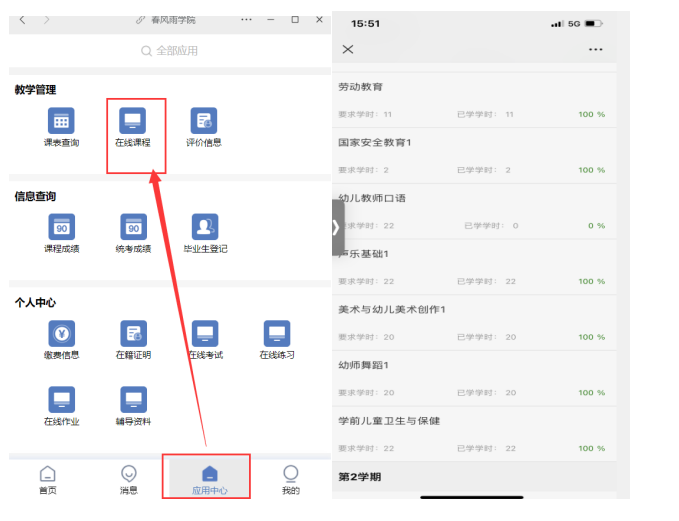 春风雨学院
全部应用
教学管理
课表查询 在线课程 评价信息
信息查询
90 90
课程成绩 统考成绩 毕业生登记
个人中心
缴费信息 在籍证明 在线考试 在线练习
在线作业 辅导资料
首页 消息 应用中心 我的
15:51 5G
劳动教育
要求学时：11 已学学时：11 100 %
国家安全教育1
要求学时：2 已学学时：2 100 %
幼儿教师口语
要求学时：22 已学学时：0 0 %
声乐基础1
要求学时：22 已学学时：22 100 %
美术与幼儿美术创作1
要求学时：20 已学学时：20 100 %
幼师舞蹈1
要求学时：20 已学学时：20 100 %
学前儿童卫生与保健
要求学时：22 已学学时：22 100 %
第2学期